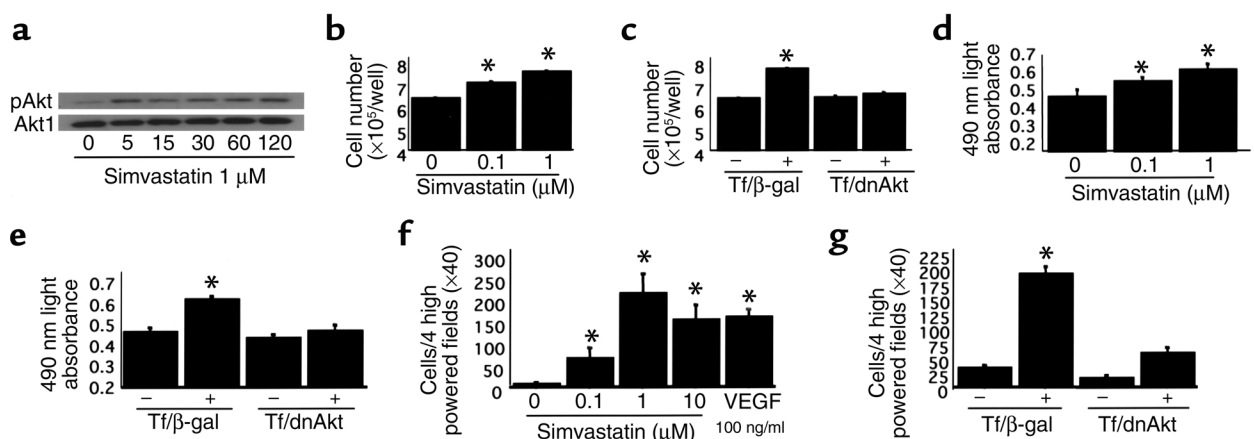 a
pAkt
Akt1
0 5 15 30 60 120
Simvastatin 1 μM
b
Cell number
(×10⁵/well)
8
7
6
5
4
0 0.1 1
Simvastatin (μM)
* *
c
Cell number
(×10⁵/well)
8
7
6
5
4
*
− + − +
Tf/β-gal Tf/dnAkt
d
490 nm light
absorbance
0.7
0.6
0.5
0.4
0.3
0.2
* *
0 0.1 1
Simvastatin (μM)
e
490 nm light
absorbance
0.7
0.6
0.5
0.4
0.3
0.2
*
− + − +
Tf/β-gal Tf/dnAkt
f
Cells/4 high
powered fields (×40)
300
250
200
150
100
50
0
* * * *
0 0.1 1 10 VEGF
Simvastatin (μM) 100 ng/ml
g
Cells/4 high
powered fields (×40)
225
200
175
150
125
100
75
50
25
0
*
− + − +
Tf/β-gal Tf/dnAkt